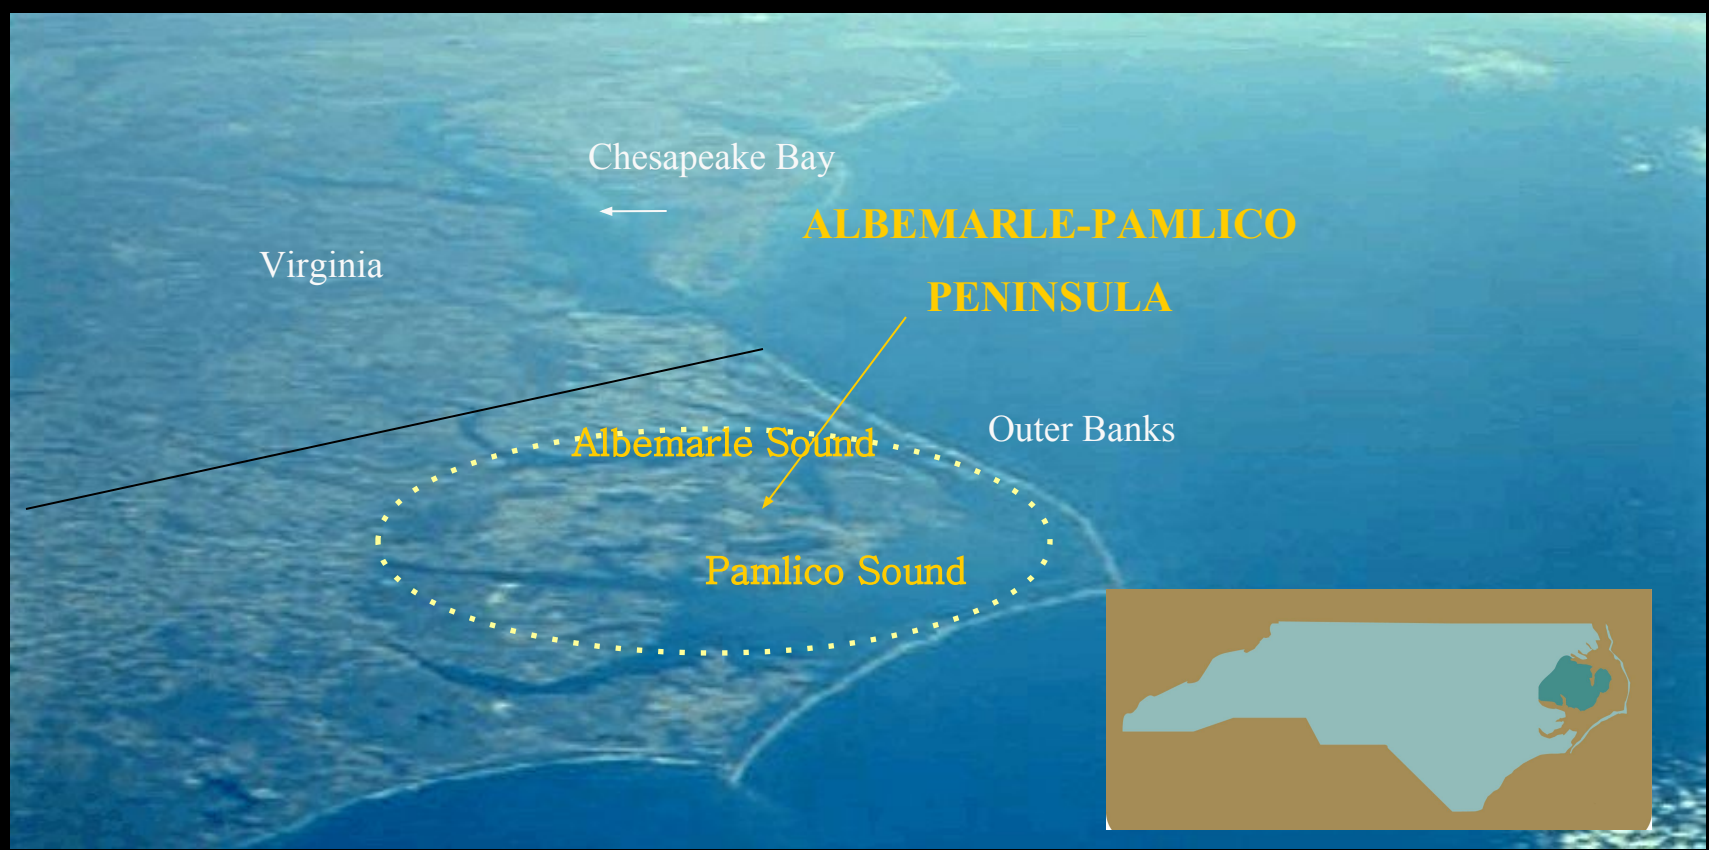 Chesapeake Bay
ALBEMARLE-PAMLICO
PENINSULA
Virginia
Outer Banks
Albemarle Sound
Pamlico Sound